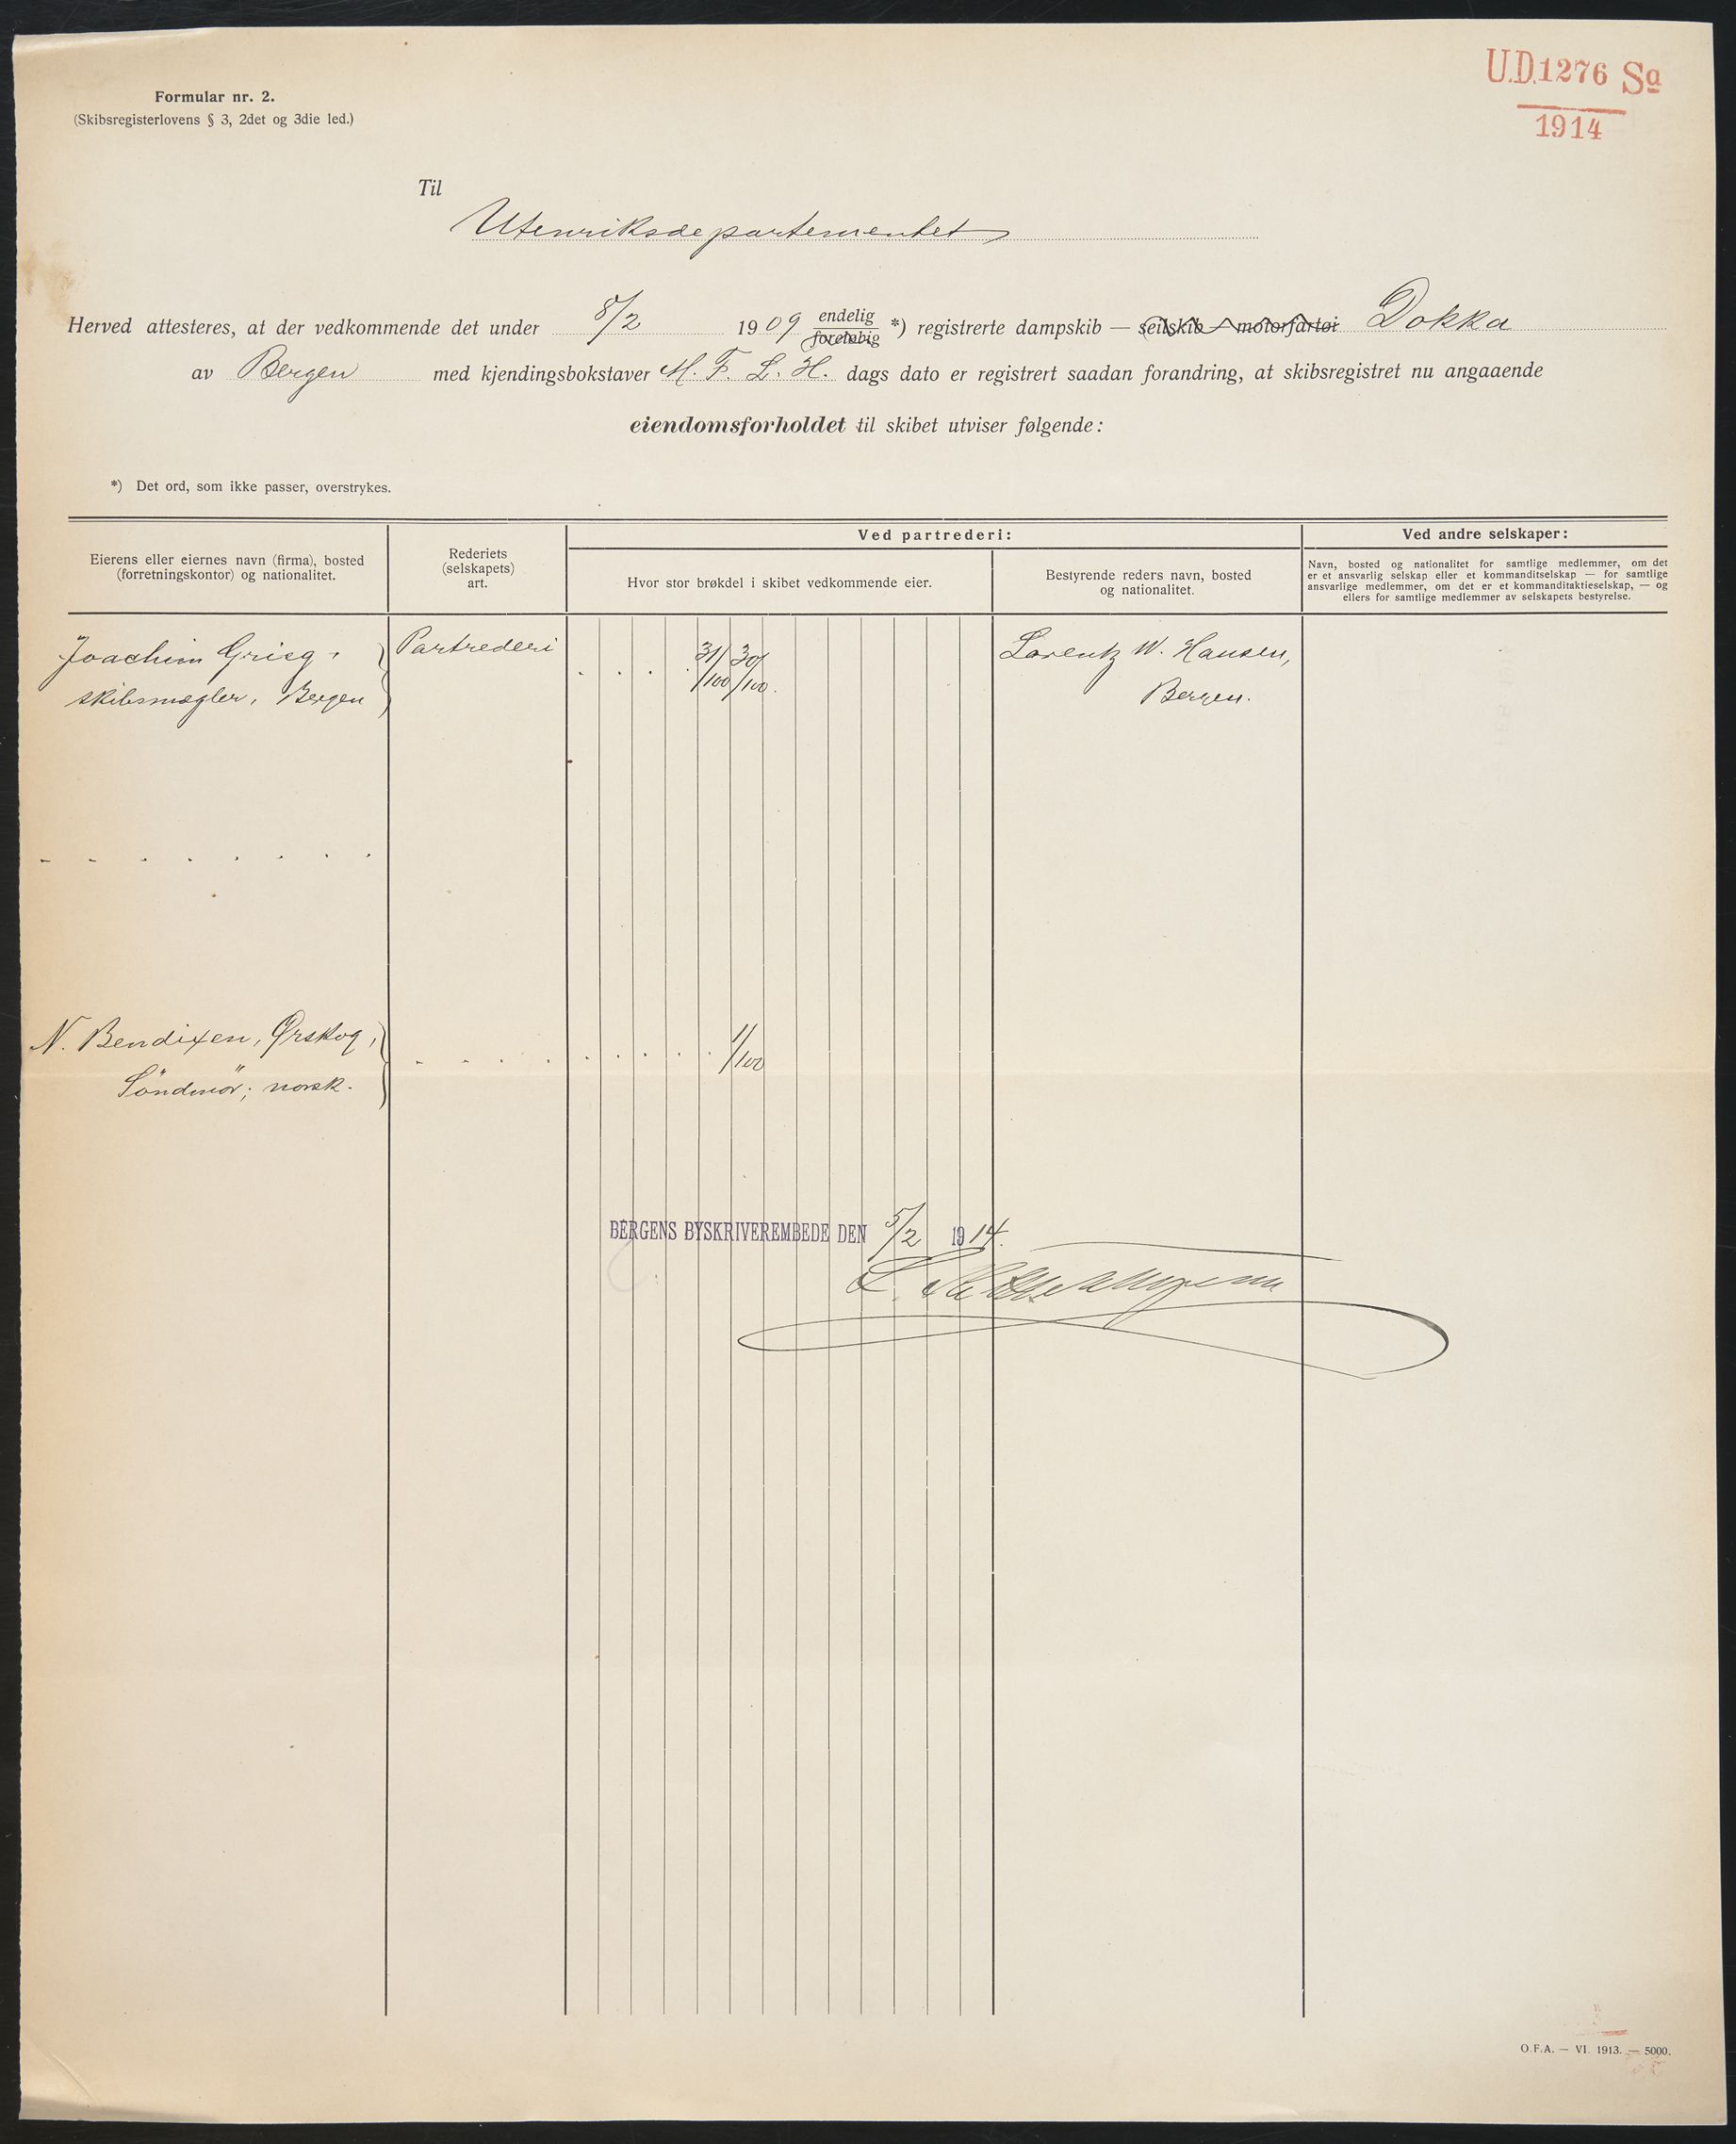 U.D.1276 Sa
1914
Formular nr. 2.
(Skibsregisterlovens § 3, 2det og 3die led.)
Til
Utenriksdepartementet
Herved attesteres, at der vedkommende det under 8/2 1909 endelig foreløbig *) registrerte dampskib — seilskib — motorfartøi Dokka
av Bergen med kjendingsbokstaver M. F. L. H. dags dato er registrert saadan forandring, at skibsregistret nu angaaende
eiendomsforholdet til skibet utviser følgende:
*) Det ord, som ikke passer, overstrykes.
Eierens eller eiernes navn (firma), bosted
(forretningskontor) og nationalitet.
Rederiets
(selskapets)
art.
Ved partrederi:
Hvor stor brøkdel i skibet vedkommende eier.
Bestyrende reders navn, bosted
og nationalitet.
Ved andre selskaper:
Navn, bosted og nationalitet for samtlige medlemmer, om det
er et ansvarlig selskap eller et kommanditselskap — for samtlige
ansvarlige medlemmer, om det er et kommanditaktieselskap, — og
ellers for samtlige medlemmer av selskapets bestyrelse.
Joachim Grieg, Partrederi . . . . 31/100 30/100. Lorentz W. Hansen,
skibsmægler, Bergen Bergen.
- - . . . . . .
N. Bendixen, Ørskog, . . . . . . . . . 1/100
Söndmör; norsk.
BERGENS BYSKRIVEREMBEDE DEN 5/2 1914.
O.F.A. — VI. 1913. — 5000.